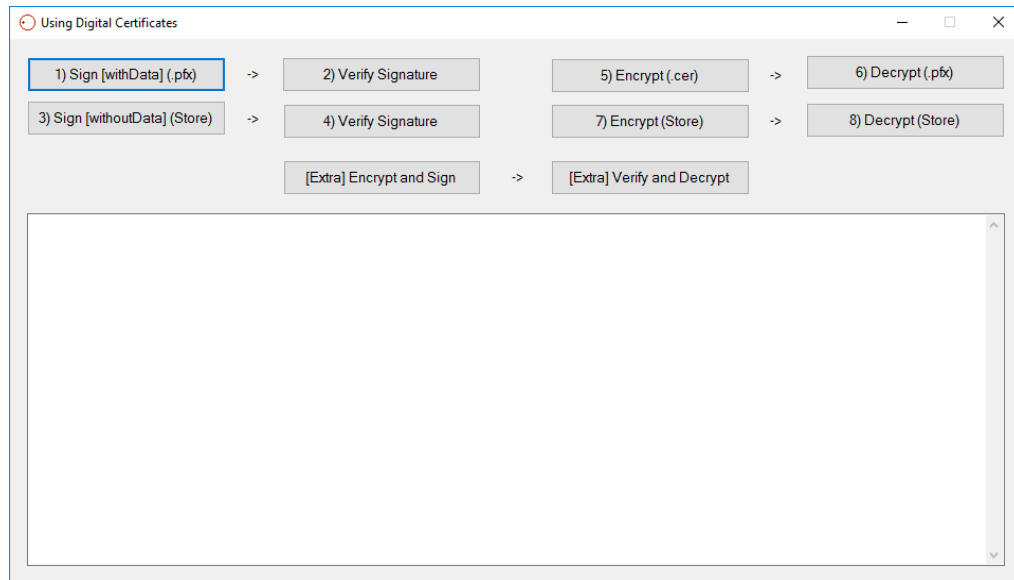 Using Digital Certificates
1) Sign [withData] (.pfx) -> 2) Verify Signature 5) Encrypt (.cer) -> 6) Decrypt (.pfx)
3) Sign [withoutData] (Store) -> 4) Verify Signature 7) Encrypt (Store) -> 8) Decrypt (Store)
[Extra] Encrypt and Sign -> [Extra] Verify and Decrypt